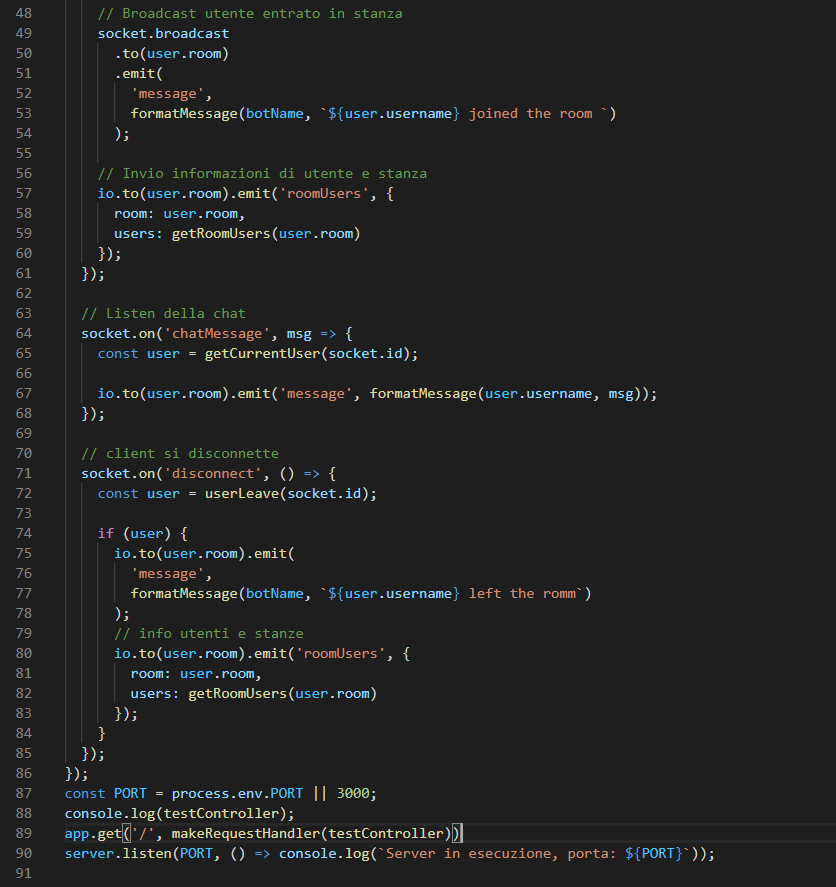 48 // Broadcast utente entrato in stanza
49 socket.broadcast
50 .to(user.room)
51 .emit(
52 'message',
53 formatMessage(botName, `${user.username} joined the room `)
54 );
55
56 // Invio informazioni di utente e stanza
57 io.to(user.room).emit('roomUsers', {
58 room: user.room,
59 users: getRoomUsers(user.room)
60 });
61 });
62
63 // Listen della chat
64 socket.on('chatMessage', msg => {
65 const user = getCurrentUser(socket.id);
66
67 io.to(user.room).emit('message', formatMessage(user.username, msg));
68 });
69
70 // client si disconnette
71 socket.on('disconnect', () => {
72 const user = userLeave(socket.id);
73
74 if (user) {
75 io.to(user.room).emit(
76 'message',
77 formatMessage(botName, `${user.username} left the romm`)
78 );
79 // info utenti e stanze
80 io.to(user.room).emit('roomUsers', {
81 room: user.room,
82 users: getRoomUsers(user.room)
83 });
84 }
85 });
86 });
87 const PORT = process.env.PORT || 3000;
88 console.log(testController);
89 app.get('/', makeRequestHandler(testController))
90 server.listen(PORT, () => console.log(`Server in esecuzione, porta: ${PORT}`));
91